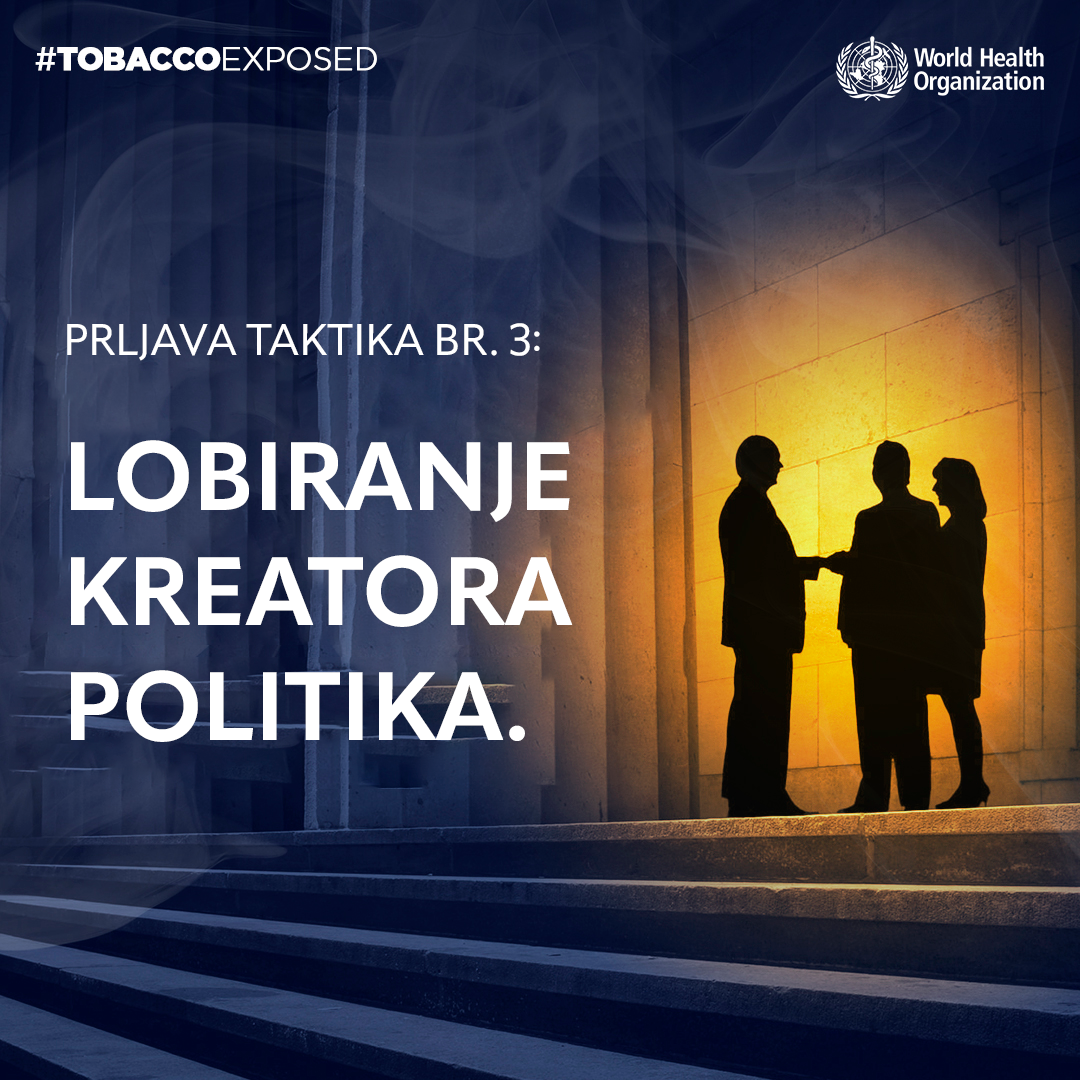 #TOBACCOEXPOSED
World Health
Organization
PRLJAVA TAKTIKA BR. 3:
LOBIRANJE
KREATORA
POLITIKA.